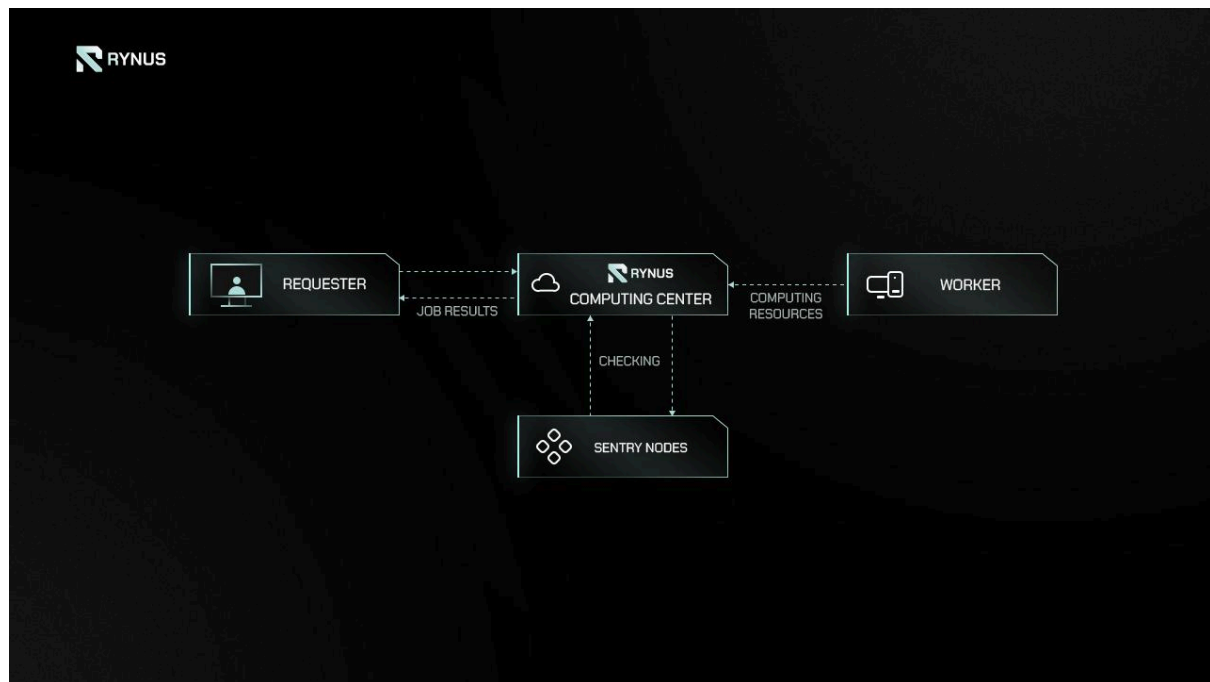 RYNUS
REQUESTER
JOB RESULTS
RYNUS
COMPUTING CENTER
COMPUTING
RESOURCES
WORKER
CHECKING
SENTRY NODES